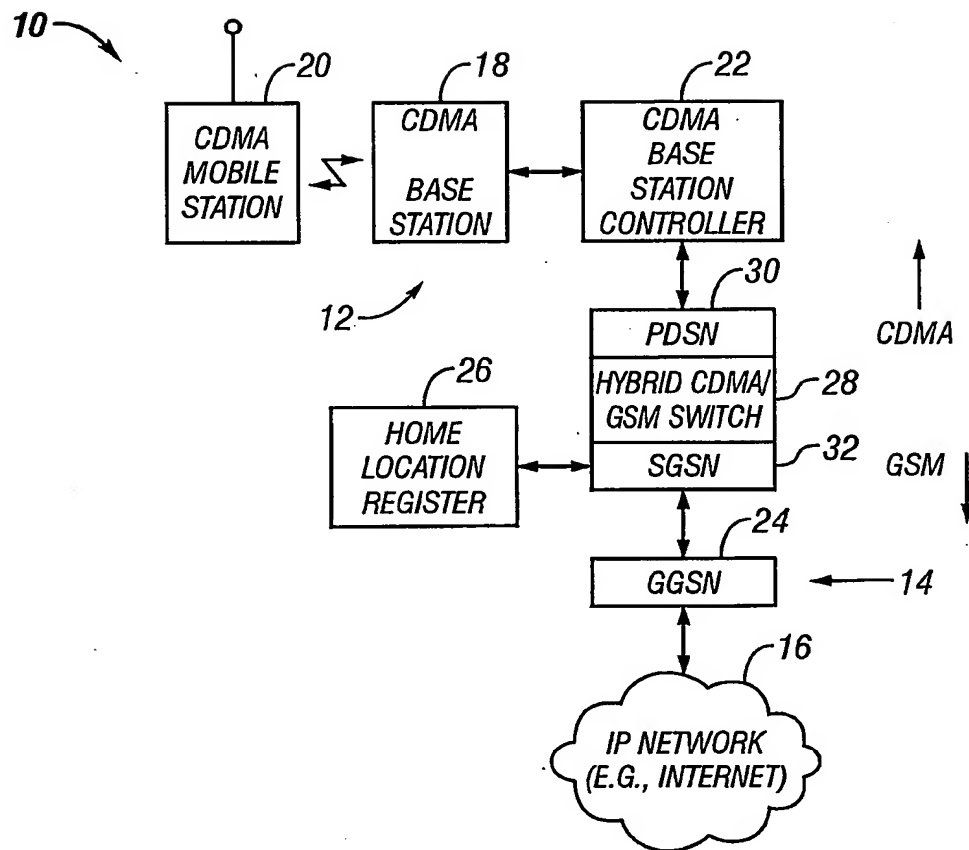 10
20
18
22
CDMA
MOBILE
STATION
CDMA
BASE
STATION
CDMA
BASE
STATION
CONTROLLER
12
30
PDSN
CDMA
26
HYBRID CDMA/
GSM SWITCH
28
HOME
LOCATION
REGISTER
SGSN
32
GSM
24
GGSN
14
16
IP NETWORK
(E.G., INTERNET)